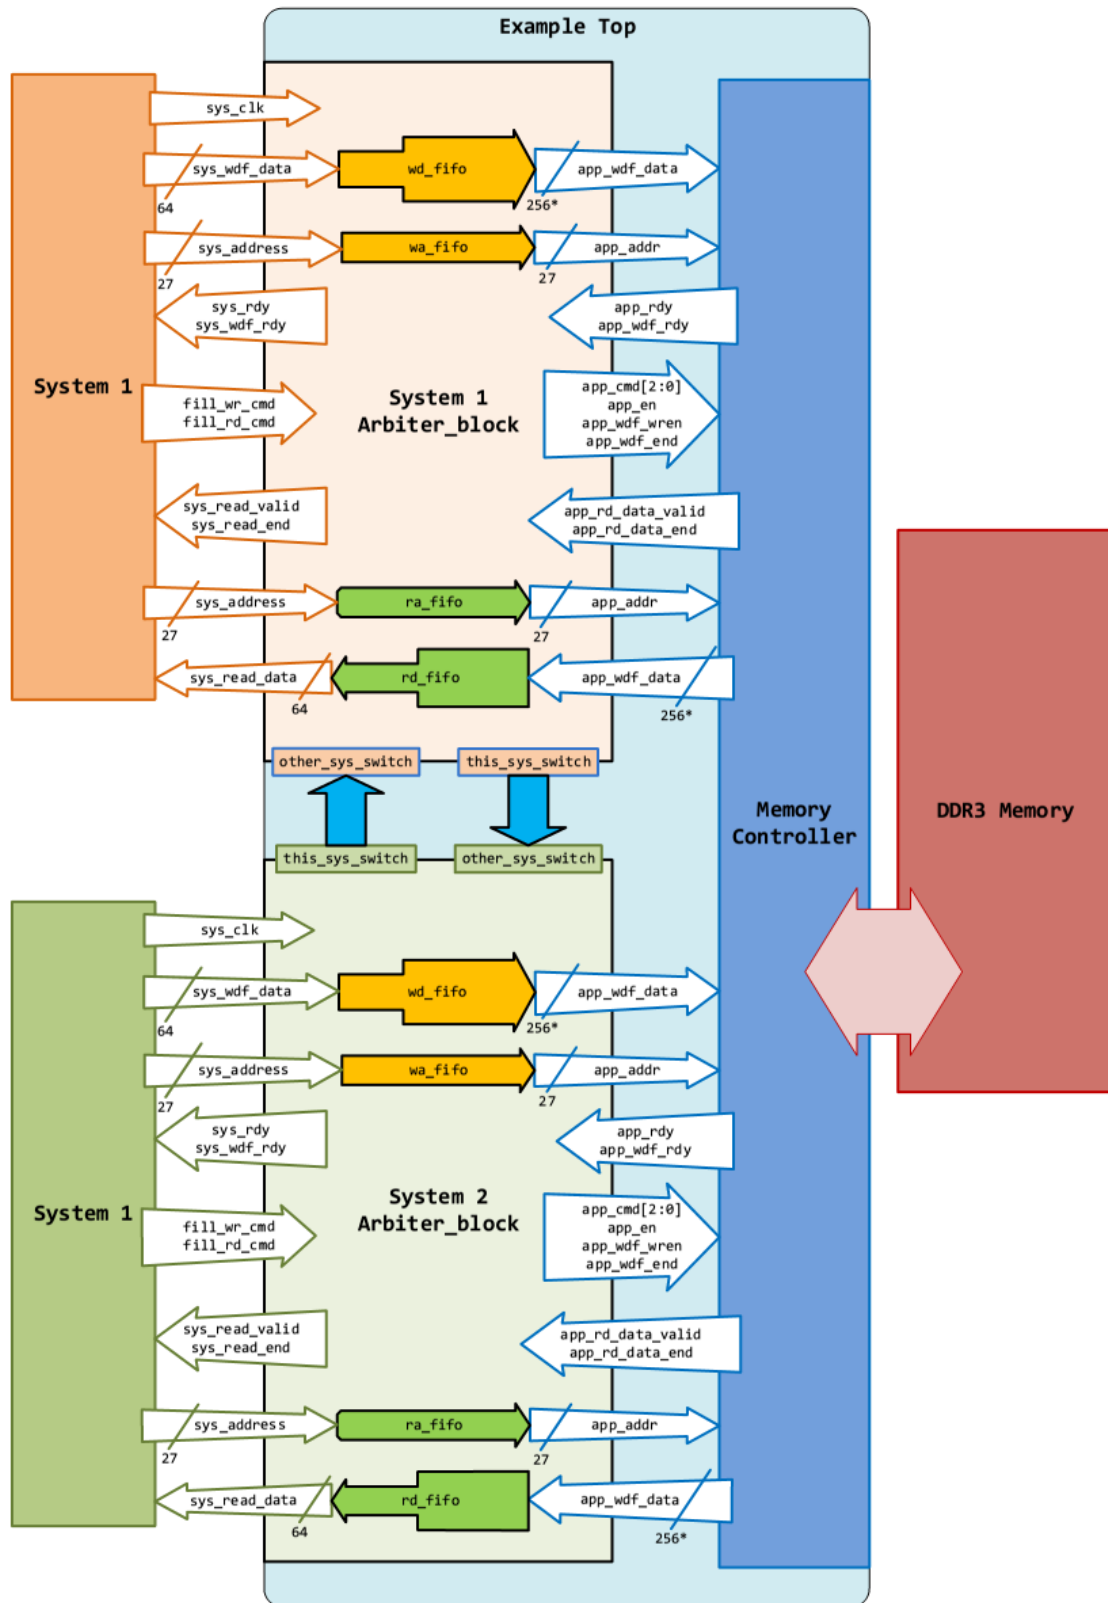 Example Top
sys_clk
sys_wdf_data
wd_fifo
app_wdf_data
64
256*
sys_address
wa_fifo
app_addr
27
27
sys_rdy
sys_wdf_rdy
app_rdy
app_wdf_rdy
System 1
fill_wr_cmd
fill_rd_cmd
System 1
Arbiter_block
app_cmd[2:0]
app_en
app_wdf_wren
app_wdf_end
sys_read_valid
sys_read_end
app_rd_data_valid
app_rd_data_end
sys_address
ra_fifo
app_addr
27
27
sys_read_data
rd_fifo
app_wdf_data
64
256*
other_sys_switch
this_sys_switch
Memory
Controller
DDR3 Memory
this_sys_switch
other_sys_switch
sys_clk
sys_wdf_data
wd_fifo
app_wdf_data
64
256*
sys_address
wa_fifo
app_addr
27
27
sys_rdy
sys_wdf_rdy
app_rdy
app_wdf_rdy
System 1
fill_wr_cmd
fill_rd_cmd
System 2
Arbiter_block
app_cmd[2:0]
app_en
app_wdf_wren
app_wdf_end
sys_read_valid
sys_read_end
app_rd_data_valid
app_rd_data_end
sys_address
ra_fifo
app_addr
27
27
sys_read_data
rd_fifo
app_wdf_data
64
256*